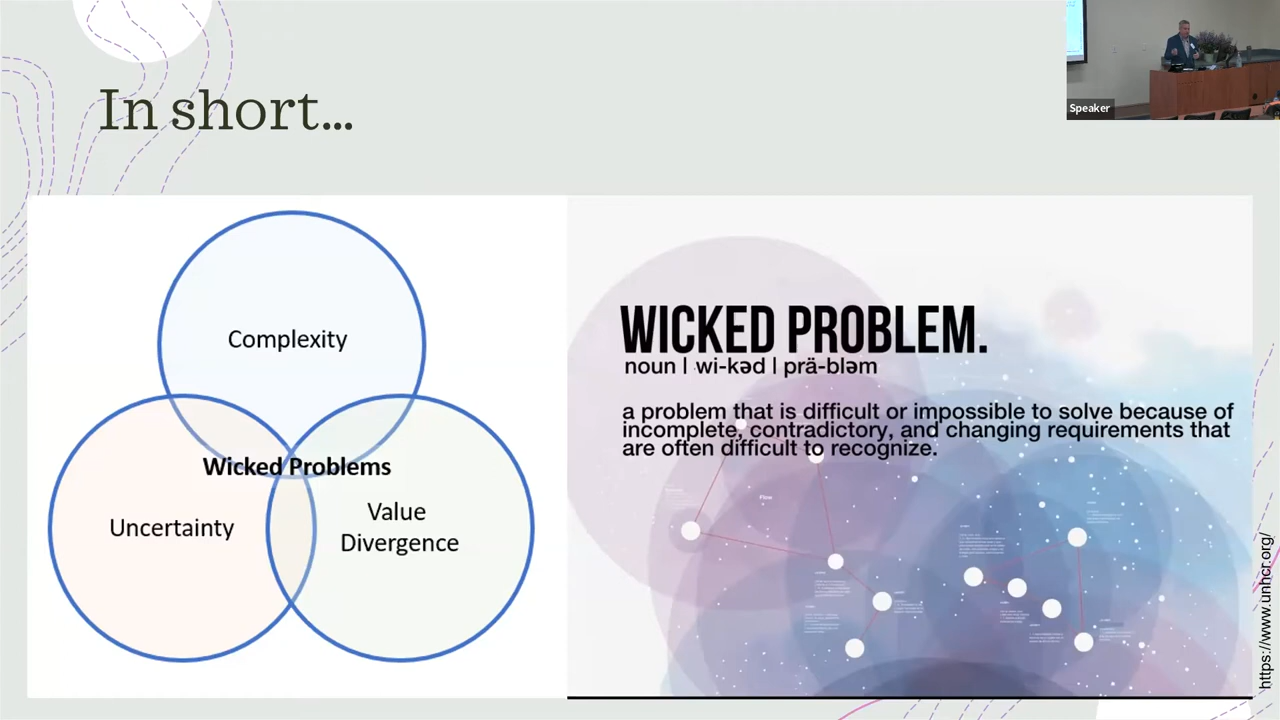 In short...
Speaker
Complexity
Wicked Problems
Uncertainty
Value
Divergence
WICKED PROBLEM.
noun | wi-kəd | prä-bləm
a problem that is difficult or impossible to solve because of
incomplete, contradictory, and changing requirements that
are often difficult to recognize.
Flow
https://www.unhcr.org/